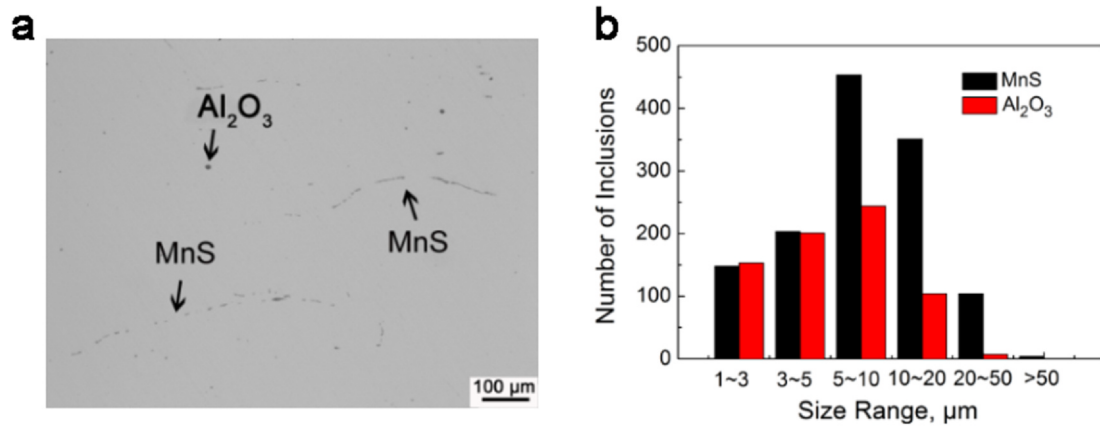 a
Al₂O₃
MnS
MnS
100 μm
b
500
400
300
200
100
0
Number of Inclusions
MnS
Al₂O₃
1~3 3~5 5~10 10~20 20~50 >50
Size Range, μm